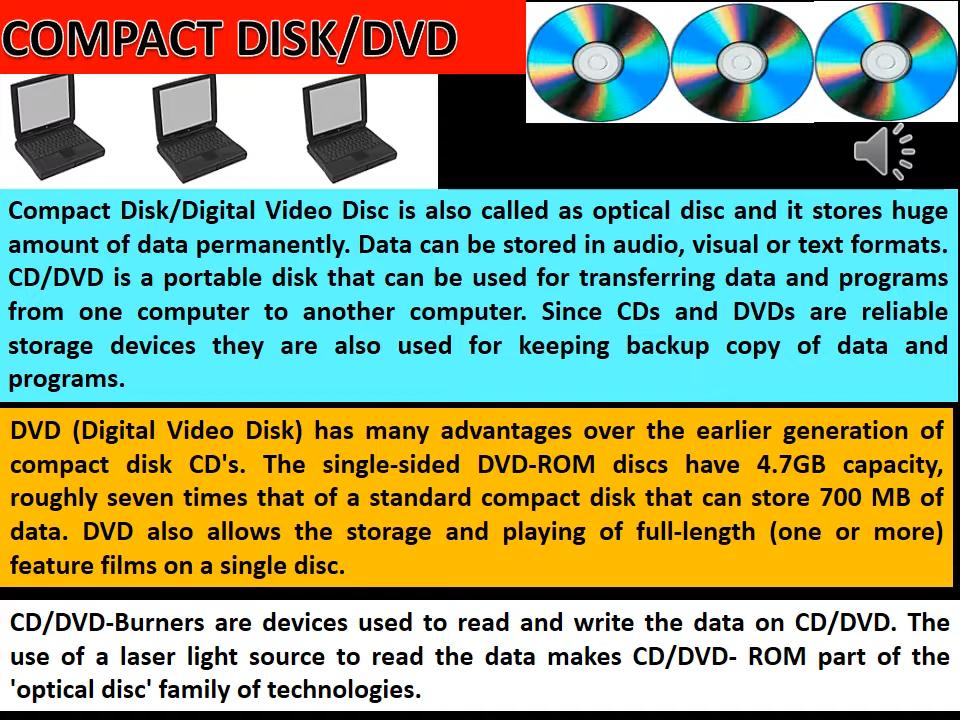 COMPACT DISK/DVD
Compact Disk/Digital Video Disc is also called as optical disc and it stores huge
amount of data permanently. Data can be stored in audio, visual or text formats.
CD/DVD is a portable disk that can be used for transferring data and programs
from one computer to another computer. Since CDs and DVDs are reliable
storage devices they are also used for keeping backup copy of data and
programs.
DVD (Digital Video Disk) has many advantages over the earlier generation of
compact disk CD's. The single-sided DVD-ROM discs have 4.7GB capacity,
roughly seven times that of a standard compact disk that can store 700 MB of
data. DVD also allows the storage and playing of full-length (one or more)
feature films on a single disc.
CD/DVD-Burners are devices used to read and write the data on CD/DVD. The
use of a laser light source to read the data makes CD/DVD- ROM part of the
'optical disc' family of technologies.